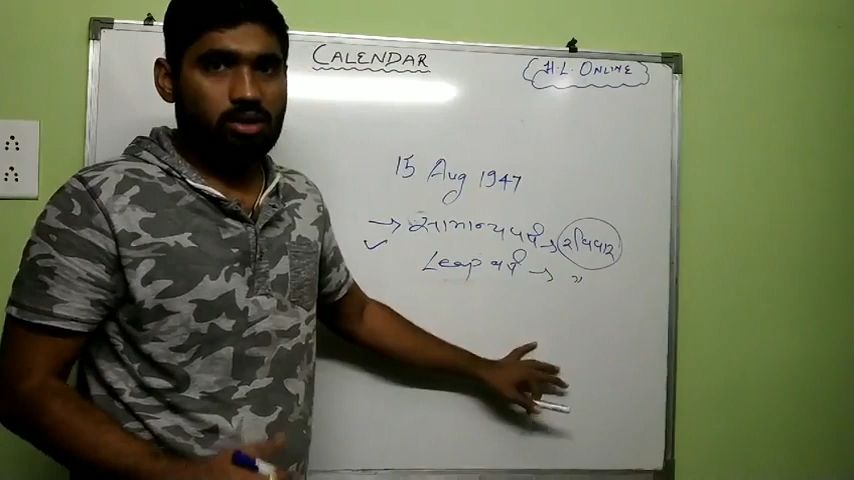 CALENDAR
H.L. ONLINE
15 Aug 1947
→ સામાન્ય વર્ષ → રવિવાર
✓ Leap વર્ષ → "